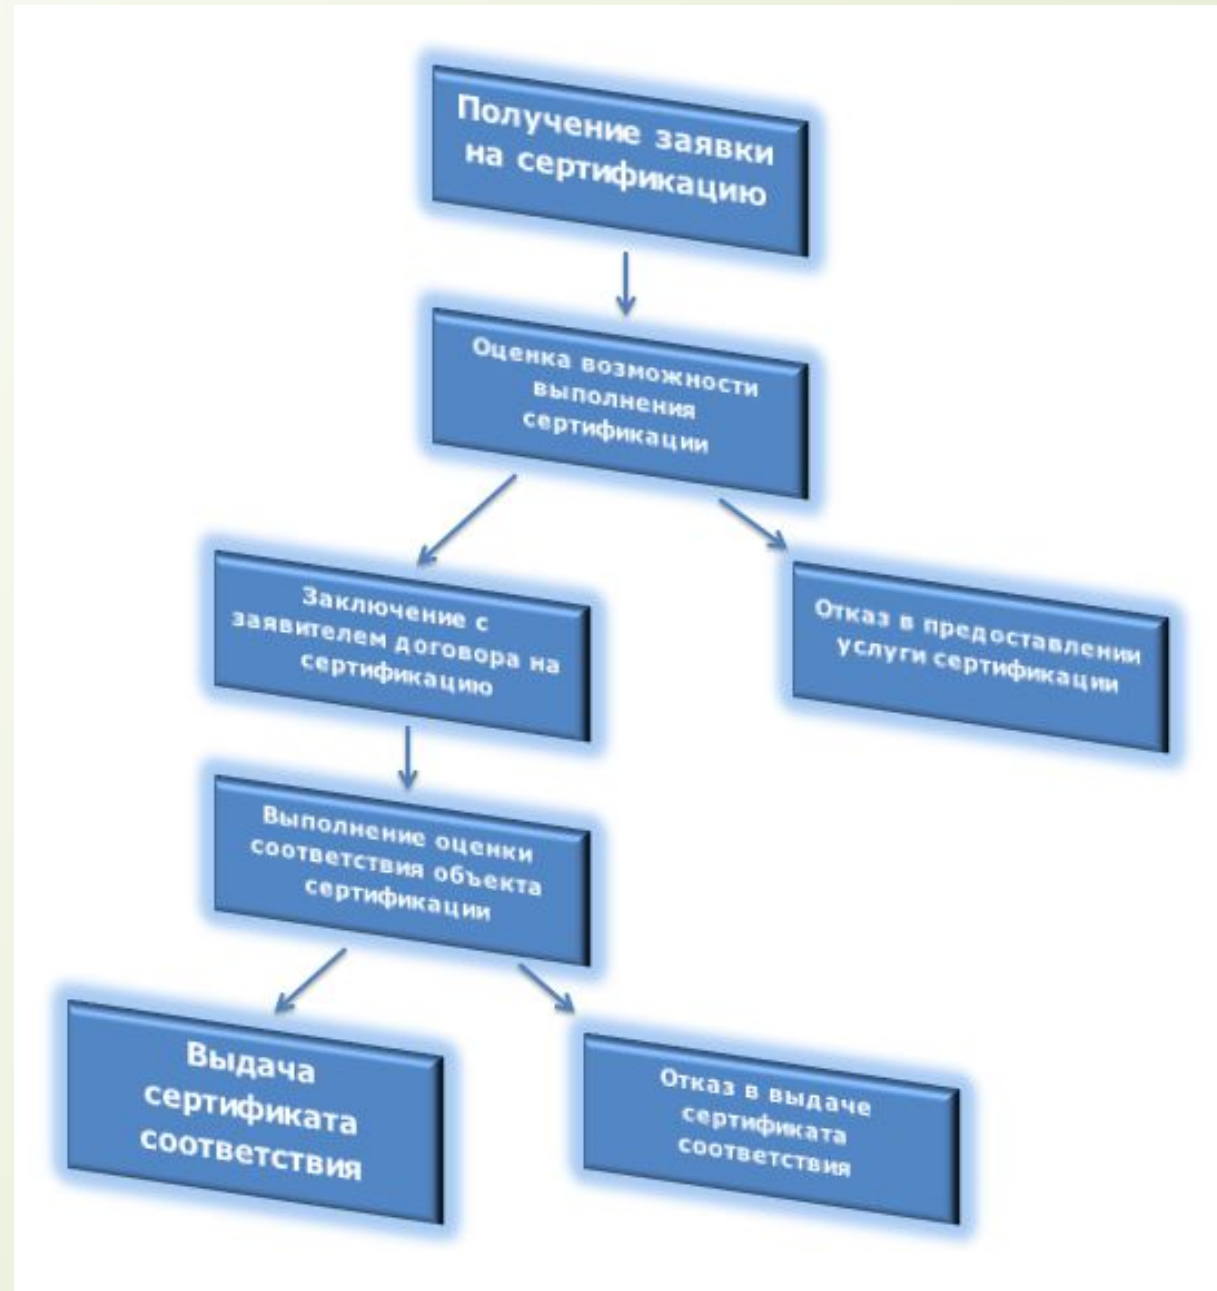 Получение заявки
на сертификацию
Оценка возможности
выполнения
сертификации
Заключение с
заявителем договора на
сертификацию
Отказ в предоставлении
услуги сертификации
Выполнение оценки
соответствия объекта
сертификации
Выдача
сертификата
соответствия
Отказ в выдаче
сертификата
соответствия